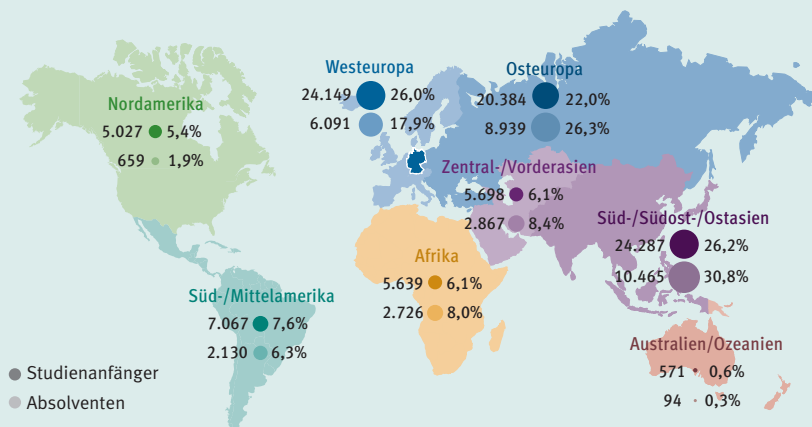 Nordamerika
5.027 5,4%
659 1,9%
Westeuropa
24.149 26,0%
6.091 17,9%
Osteuropa
20.384 22,0%
8.939 26,3%
Zentral-/Vorderasien
5.698 6,1%
2.867 8,4%
Süd-/Südost-/Ostasien
24.287 26,2%
10.465 30,8%
Afrika
5.639 6,1%
2.726 8,0%
Süd-/Mittelamerika
7.067 7,6%
2.130 6,3%
Australien/Ozeanien
571 0,6%
94 0,3%
Studienanfänger
Absolventen